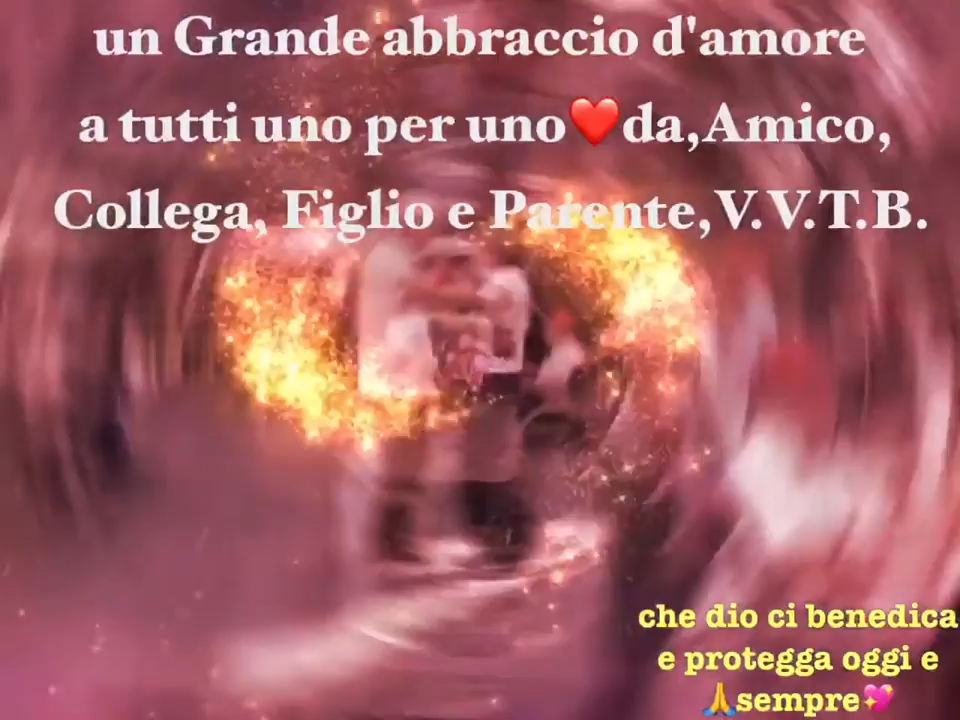 un Grande abbraccio d'amore
a tutti uno per uno❤️da,Amico,
Collega, Figlio e Parente,V.V.T.B.
che dio ci benedica
e protegga oggi e
🙏sempre💖